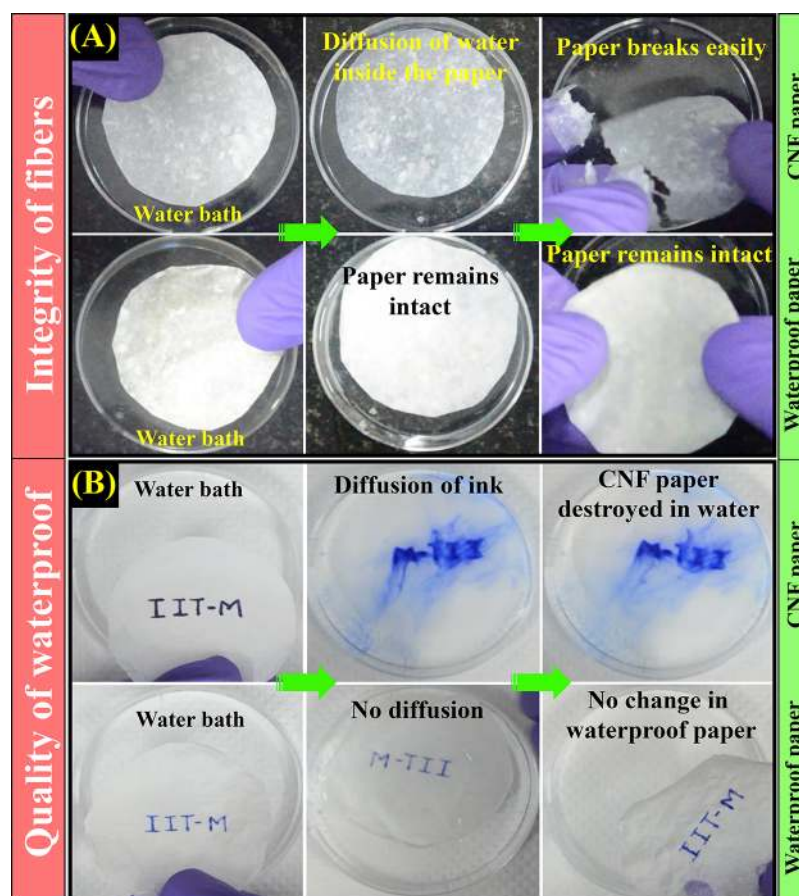 Integrity of fibers
(A)
Water bath
Diffusion of water
inside the paper
Paper breaks easily
CNF paper
Water bath
Paper remains
intact
Paper remains intact
Waterproof paper
Quality of waterproof
(B)
Water bath
IIT-M
Diffusion of ink
CNF paper
destroyed in water
CNF paper
Water bath
IIT-M
No diffusion
M-TII
No change in
waterproof paper
IIT-M
Waterproof paper